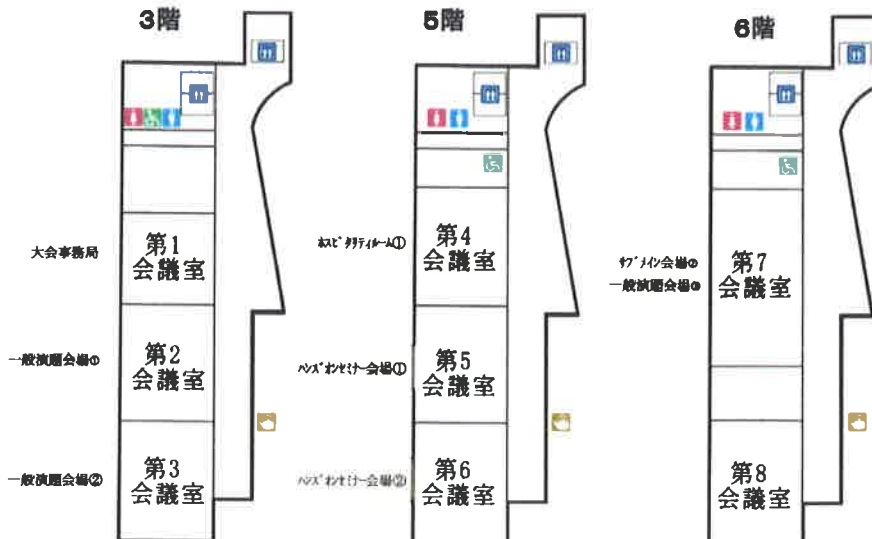 3階
大会事務局
第1
会議室
一般演題会場①
第2
会議室
一般演題会場②
第3
会議室
5階
ホスピタリティルーム①
第4
会議室
ハンズオンセミナー会場①
第5
会議室
ハンズオンセミナー会場②
第6
会議室
6階
サブメイン会場②
一般演題会場③
第7
会議室
第8
会議室